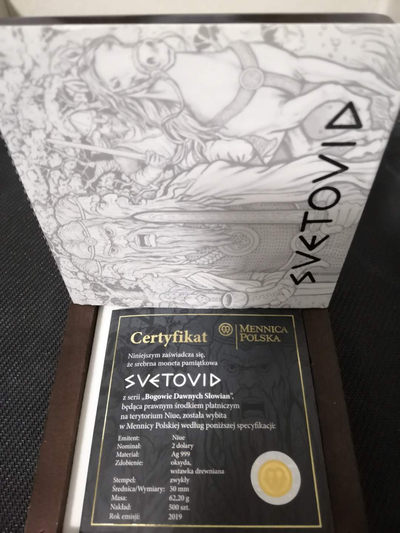 SVETOVID
Certyfikat
MENNICA
POLSKA
Niniejszym zaświadcza się,
że srebrna moneta pamiątkowa
SVETOVID
z serii „Bogowie Dawnych Słowian”,
będąca prawnym środkiem płatniczym
na terytorium Niue, została wybita
w Mennicy Polskiej według poniższej specyfikacji:
Emitent: Niue
Nominał: 2 dolary
Materiał: Ag 999
Zdobienie: oksyda,
wstawka drewniana
Stempel: zwykły
Średnica/Wymiary: 50 mm
Masa: 62,20 g
Nakład: 500 szt.
Rok emisji: 2019